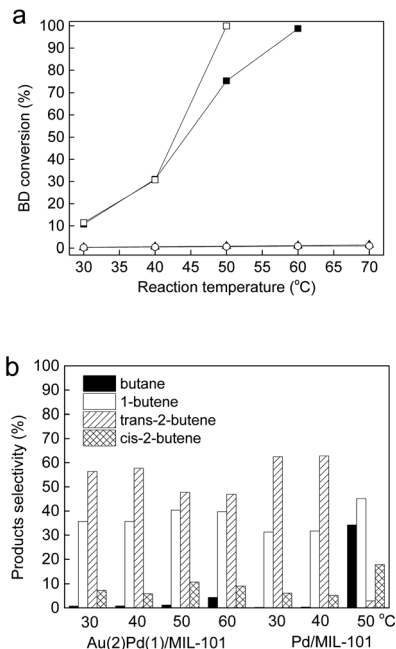 a
BD conversion (%)
100
90
80
70
60
50
40
30
20
10
0
30 35 40 45 50 55 60 65 70
Reaction temperature (°C)
b
Products selectivity (%)
100
90
80
70
60
50
40
30
20
10
0
butane
1-butene
trans-2-butene
cis-2-butene
30 40 50 60 30 40 50 °C
Au(2)Pd(1)/MIL-101 Pd/MIL-101